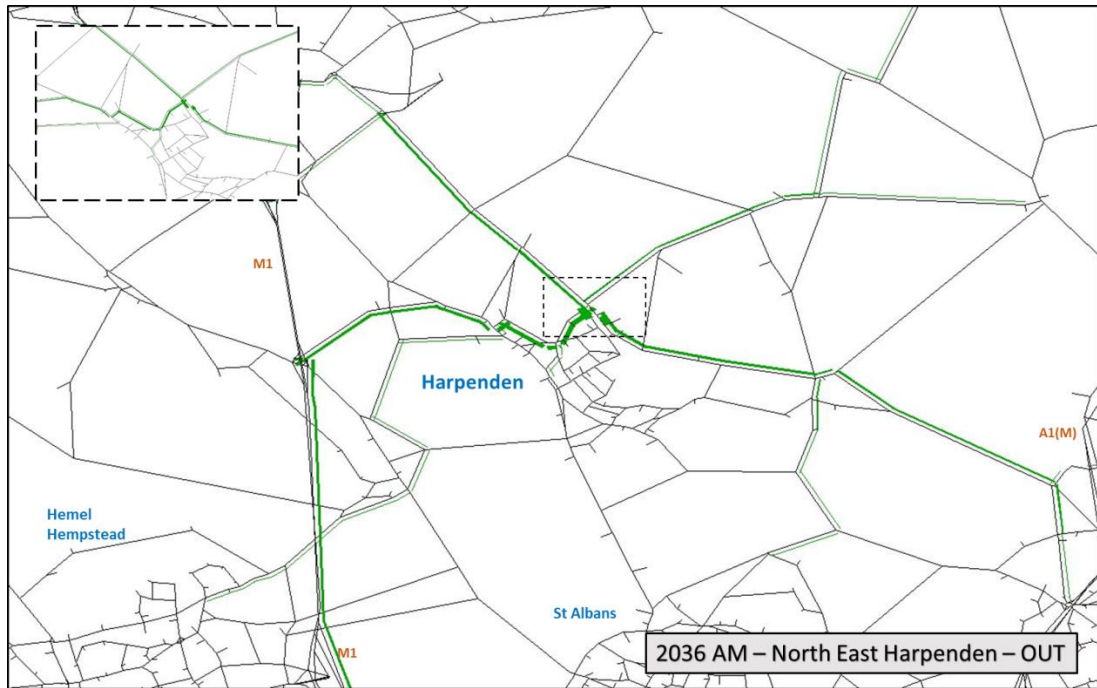 M1
Harpenden
A1(M)
Hemel
Hempstead
St Albans
M1
2036 AM – North East Harpenden – OUT